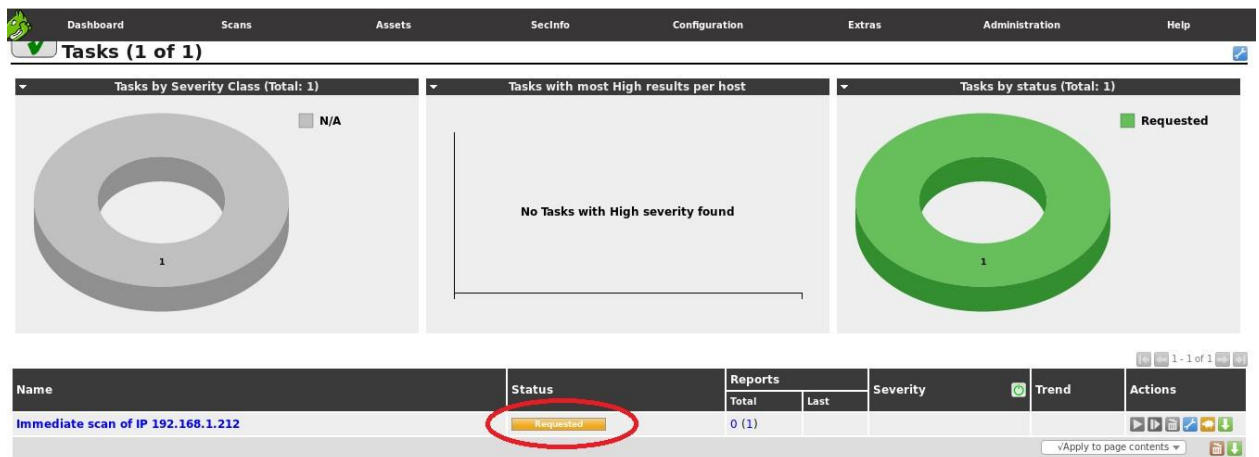 Dashboard Scans Assets SecInfo Configuration Extras Administration Help
Tasks (1 of 1)
Tasks by Severity Class (Total: 1)
N/A
1
Tasks with most High results per host
No Tasks with High severity found
Tasks by status (Total: 1)
Requested
1
1 - 1 of 1
Name Status Reports Severity Trend Actions
Total Last
Immediate scan of IP 192.168.1.212 Requested 0 (1)
√Apply to page contents